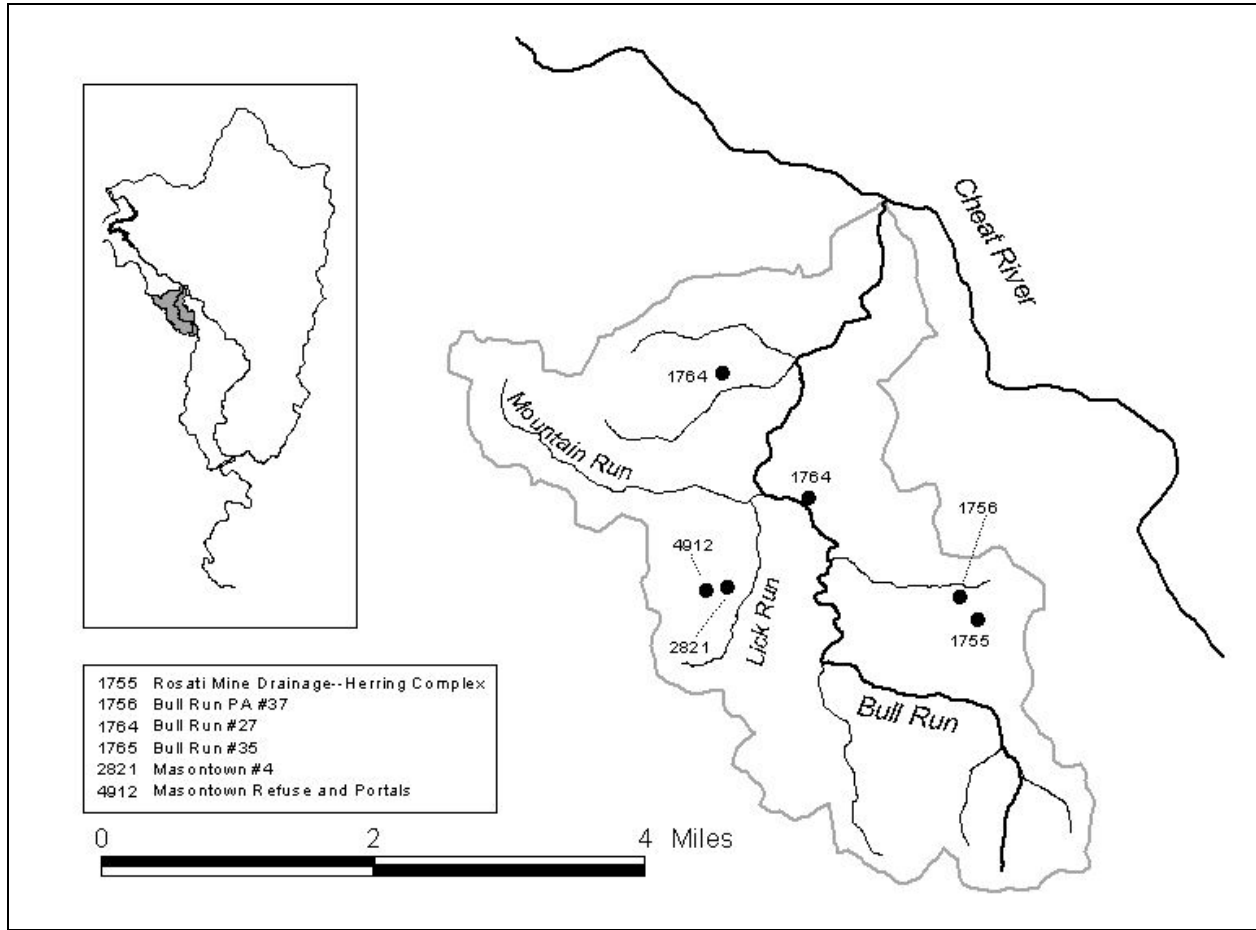 Cheat River
1764
Mountain Run
1764
1756
4912
2821
Lick Run
1755
Bull Run
1755 Rosati Mine Drainage--Herring Complex
1756 Bull Run PA #37
1764 Bull Run #27
1765 Bull Run #35
2821 Masontown #4
4912 Masontown Refuse and Portals
0 2 4 Miles